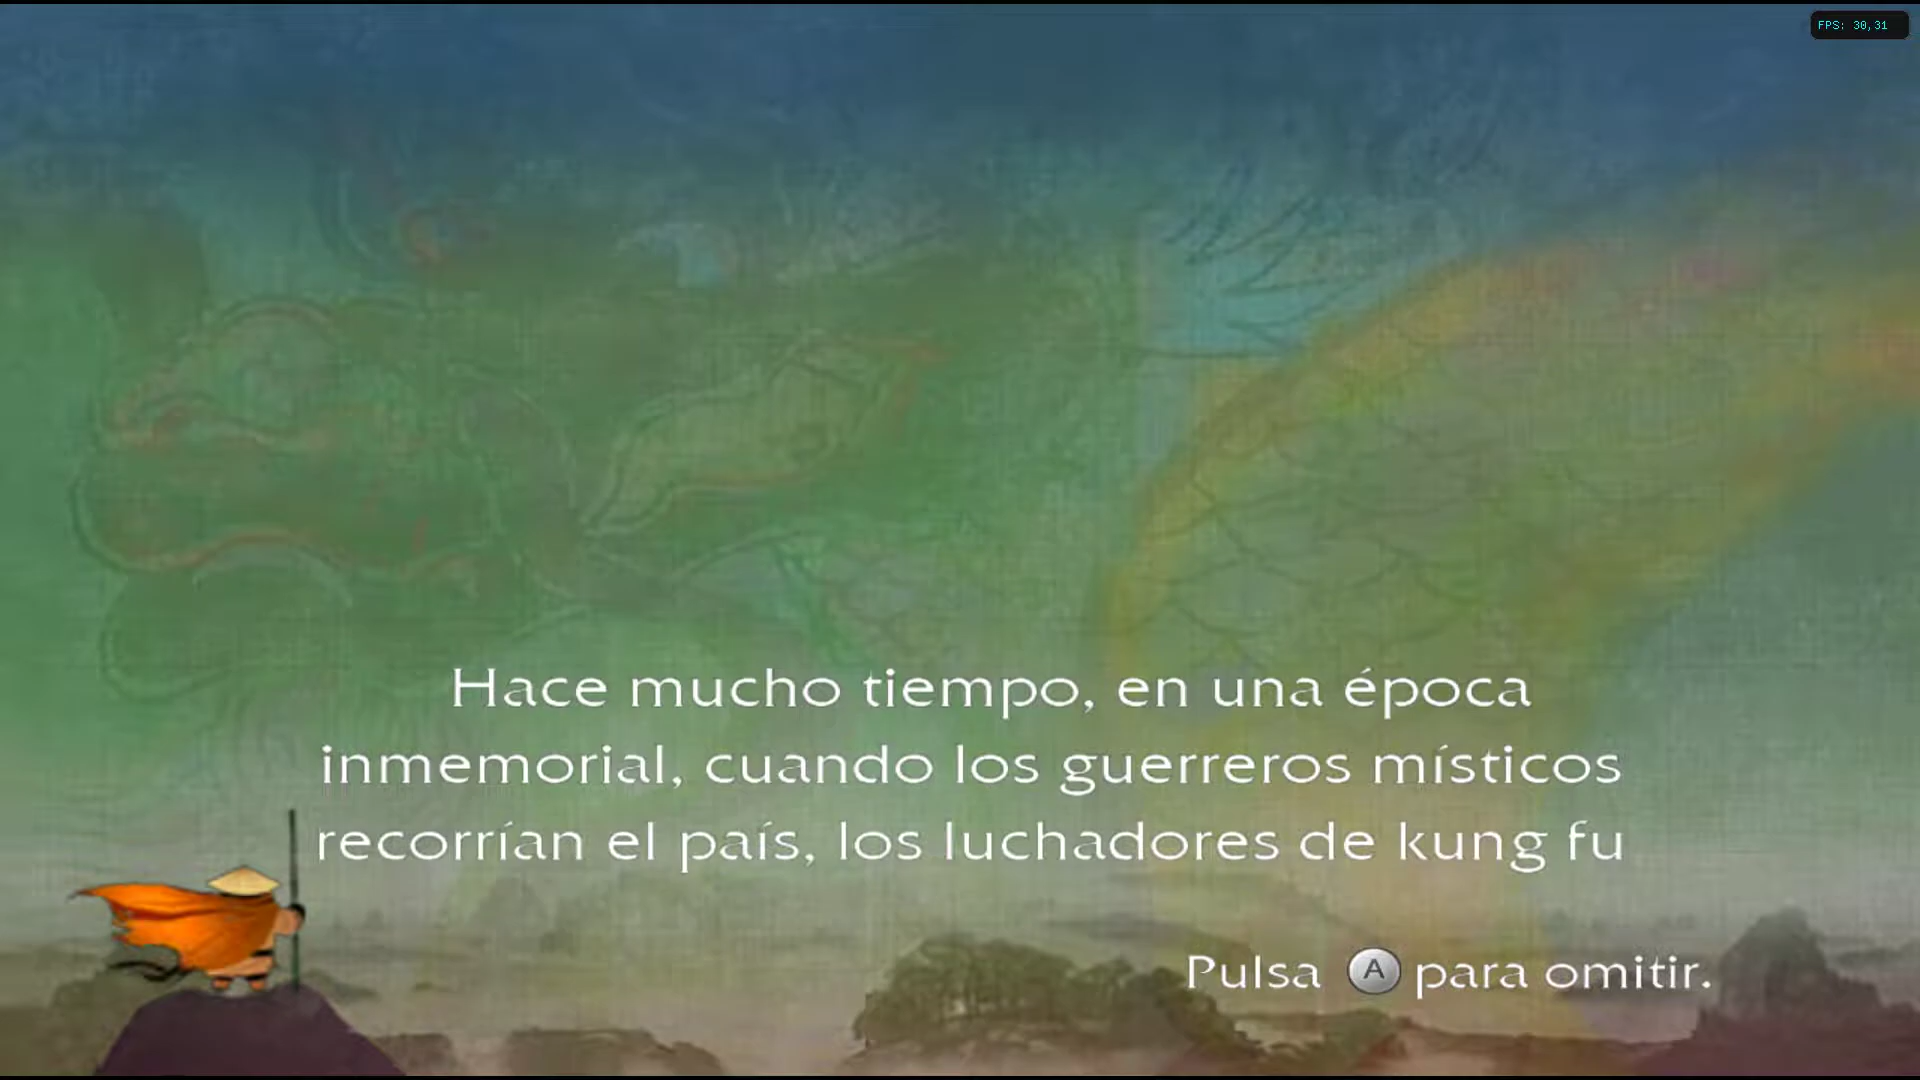 FPS: 30,31
Hace mucho tiempo, en una época
inmemorial, cuando los guerreros místicos
recorrían el país, los luchadores de kung fu
Pulsa A para omitir.